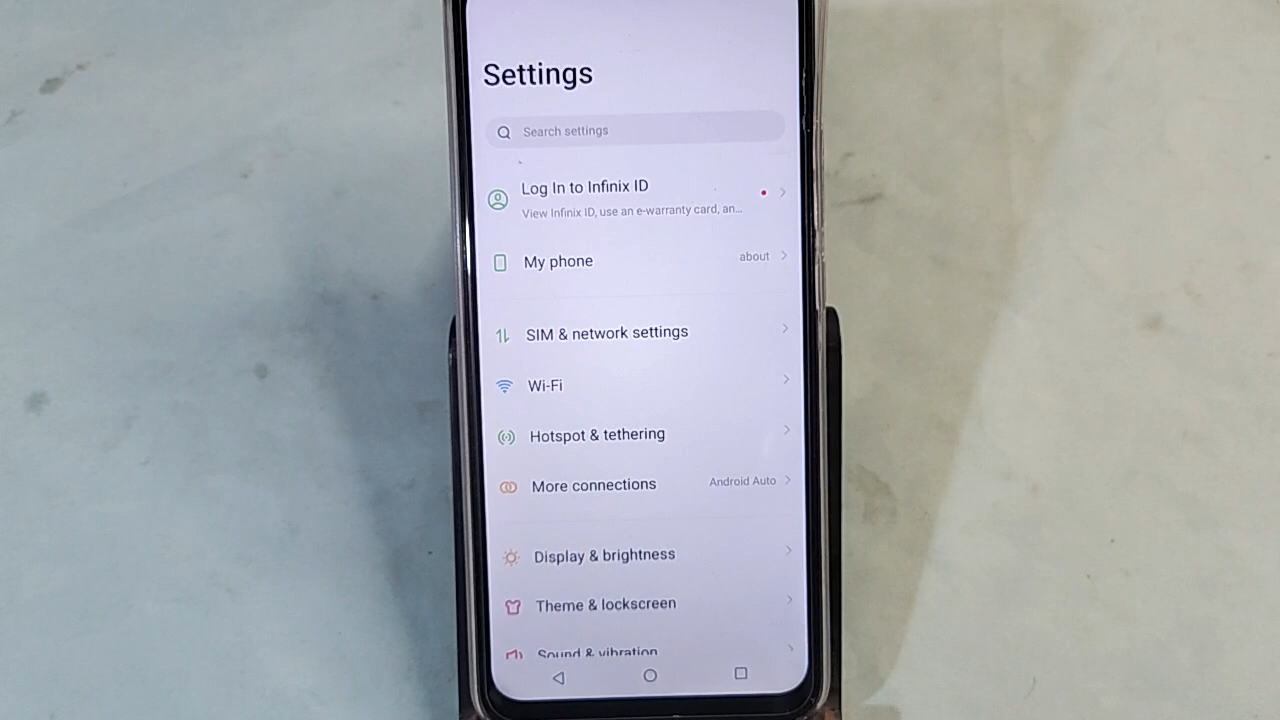 Settings
Search settings
Log In to Infinix ID
View Infinix ID, use an e-warranty card, an...
My phone about
SIM & network settings
Wi-Fi
Hotspot & tethering
More connections Android Auto
Display & brightness
Theme & lockscreen
Sound & vibration